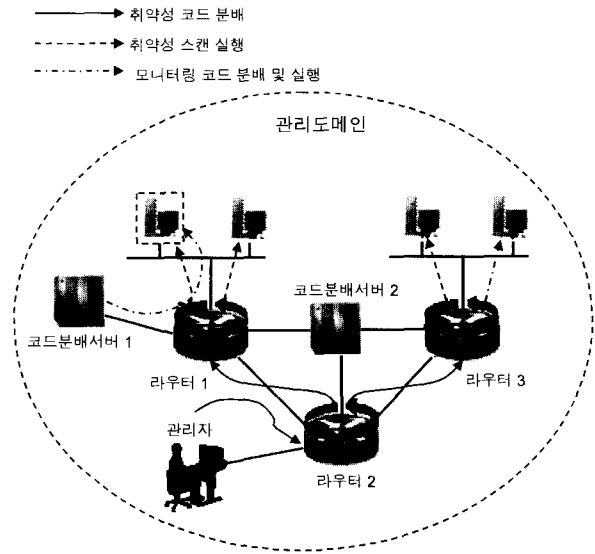 취약성 코드 분배
취약성 스캔 실행
모니터링 코드 분배 및 실행
관리도메인
코드분배서버 2
코드분배서버 1
라우터 1
라우터 3
관리자
라우터 2